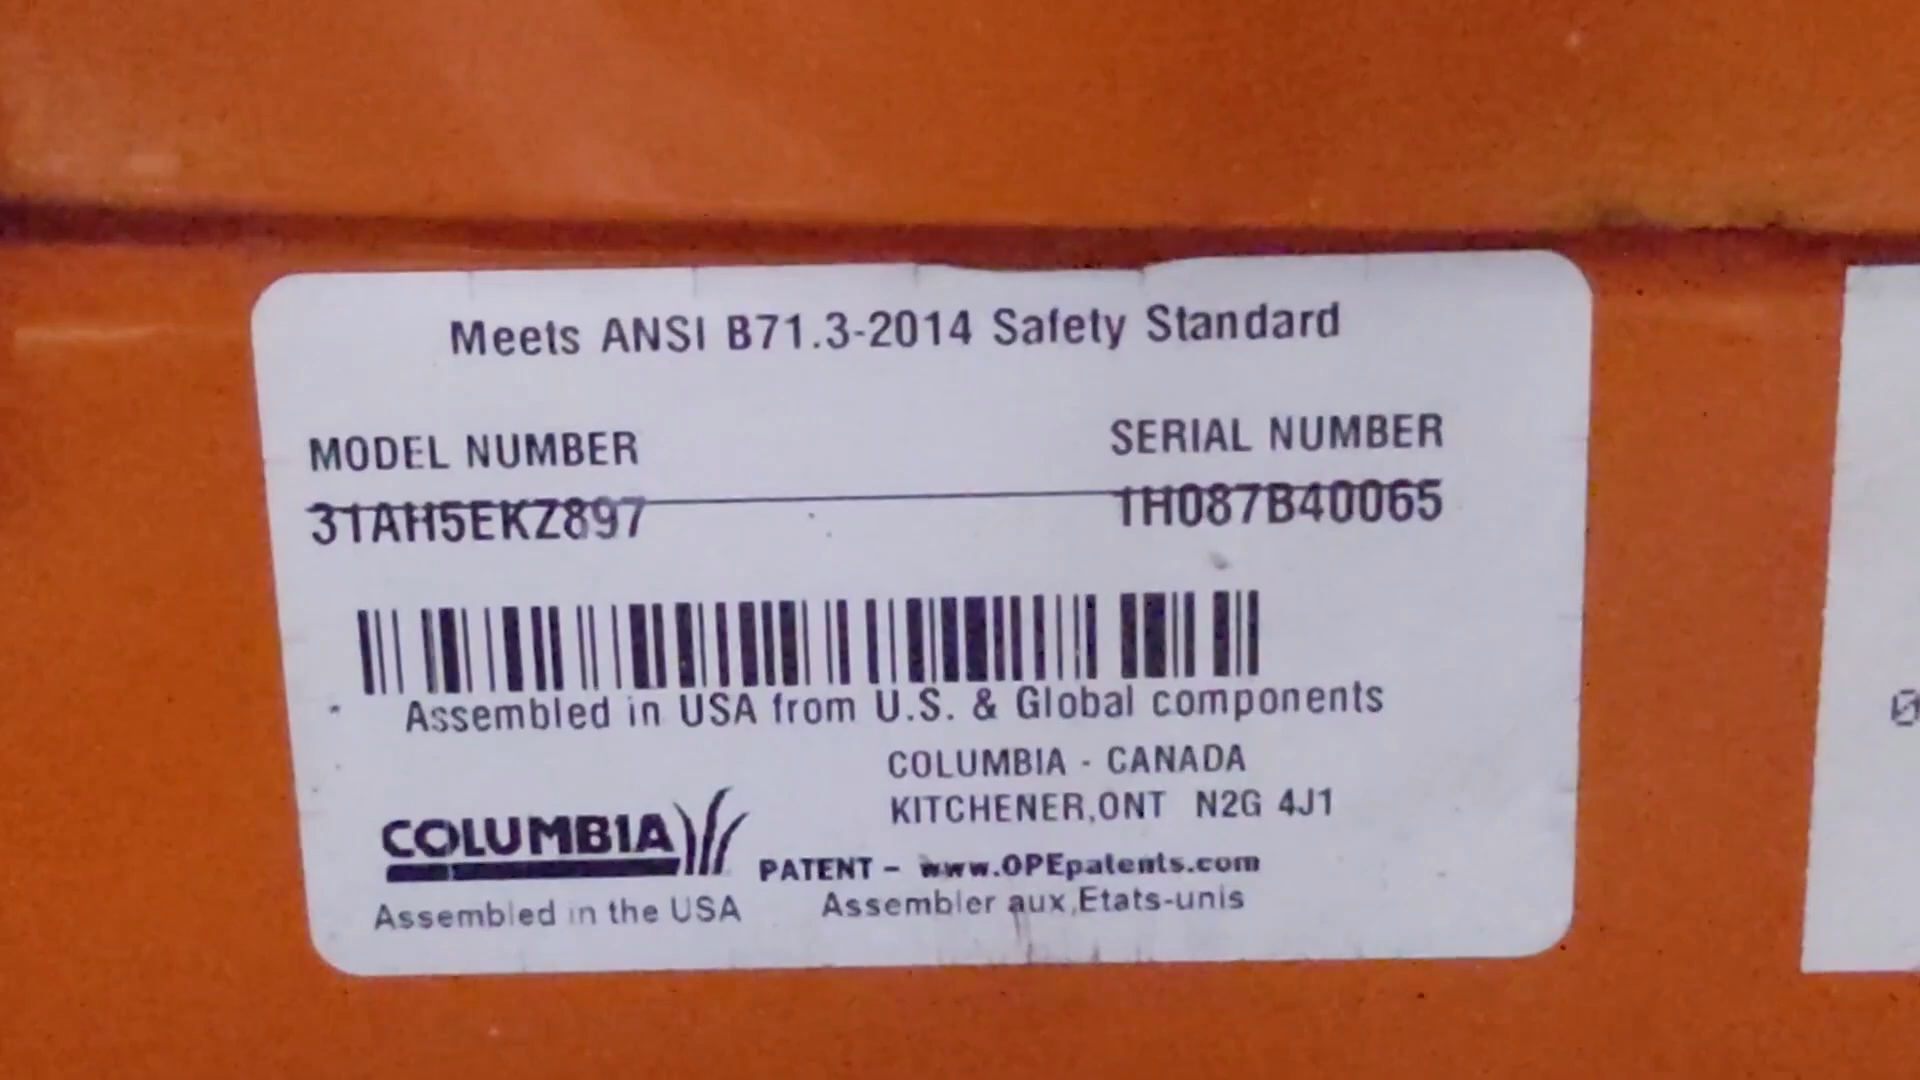 Meets ANSI B71.3-2014 Safety Standard
MODEL NUMBER SERIAL NUMBER
31AH5EKZ897 1H087B40065
Assembled in USA from U.S. & Global components
COLUMBIA - CANADA
KITCHENER,ONT N2G 4J1
COLUMBIA
PATENT - www.OPEpatents.com
Assembled in the USA Assembler aux,Etats-unis